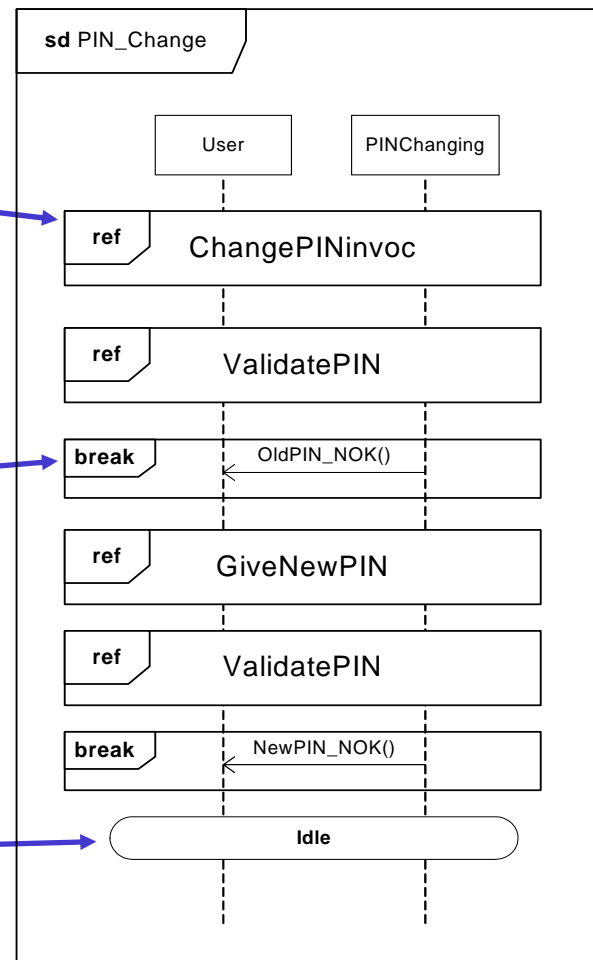 sd PIN_Change
User
PINChanging
ref
ChangePINinvoc
ref
ValidatePIN
break
OldPIN_NOK()
ref
GiveNewPIN
ref
ValidatePIN
break
NewPIN_NOK()
Idle